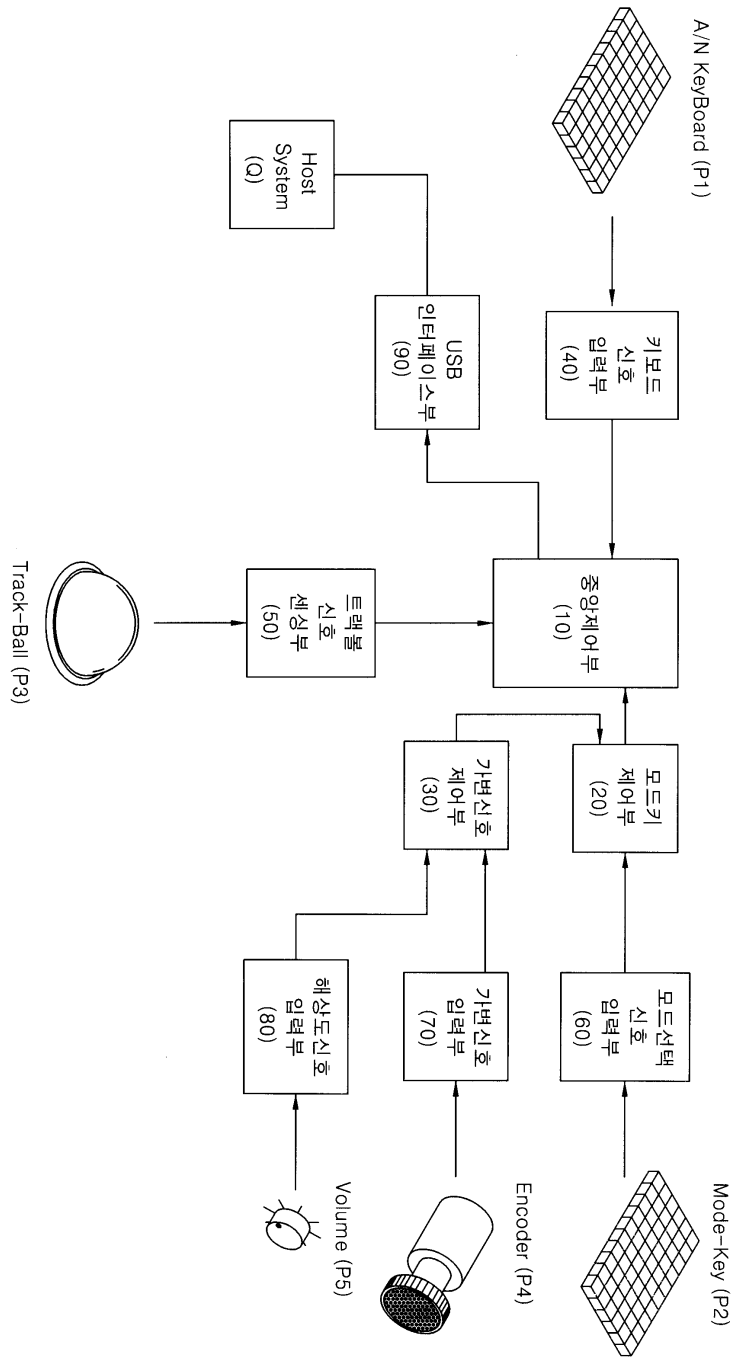 A/N KeyBoard (P1)
키보드
신호
입력부
(40)
Host
System
(Q)
USB
인터페이스부
(90)
중앙제어부
(10)
트랙볼
신호
센싱부
(50)
Track-Ball (P3)
모드키
제어부
(20)
가변신호
제어부
(30)
모드선택
신호
입력부
(60)
가변신호
입력부
(70)
해상도신호
입력부
(80)
Mode-Key (P2)
Encoder (P4)
Volume (P5)